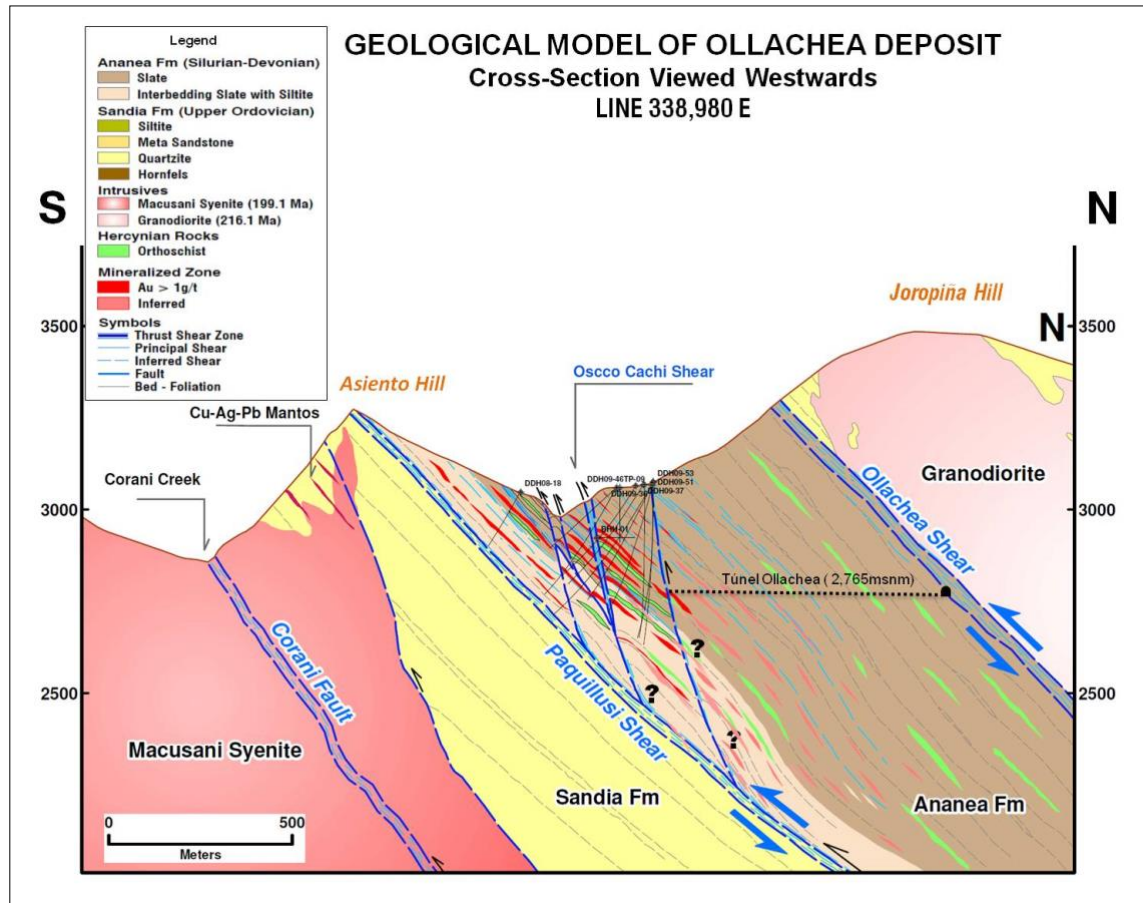 GEOLOGICAL MODEL OF OLLACHEA DEPOSIT
Cross-Section Viewed Westwards
LINE 338,980 E
Legend
Ananea Fm (Silurian-Devonian)
Slate
Interbedding Slate with Siltite
Sandia Fm (Upper Ordovician)
Siltite
Meta Sandstone
Quartzite
Hornfels
Intrusives
Macusani Syenite (199.1 Ma)
Granodiorite (216.1 Ma)
Hercynian Rocks
Orthoschist
Mineralized Zone
Au > 1g/t
Inferred
Symbols
Thrust Shear Zone
Principal Shear
Inferred Shear
Fault
Bed - Foliation
S
N
Joropiña Hill
3500
N
3500
Asiento Hill
Oscco Cachi Shear
Cu-Ag-Pb Mantos
Corani Creek
DDH08-18
DDH09-46
TP-09
DDH09-53
DDH09-51
DDH09-37
Granodiorite
Ollachea Shear
3000
3000
Túnel Ollachea ( 2,765msnm)
?
?
?
2500
2500
Corani Fault
Paquillusi Shear
Macusani Syenite
Sandia Fm
Ananea Fm
0
500
Meters